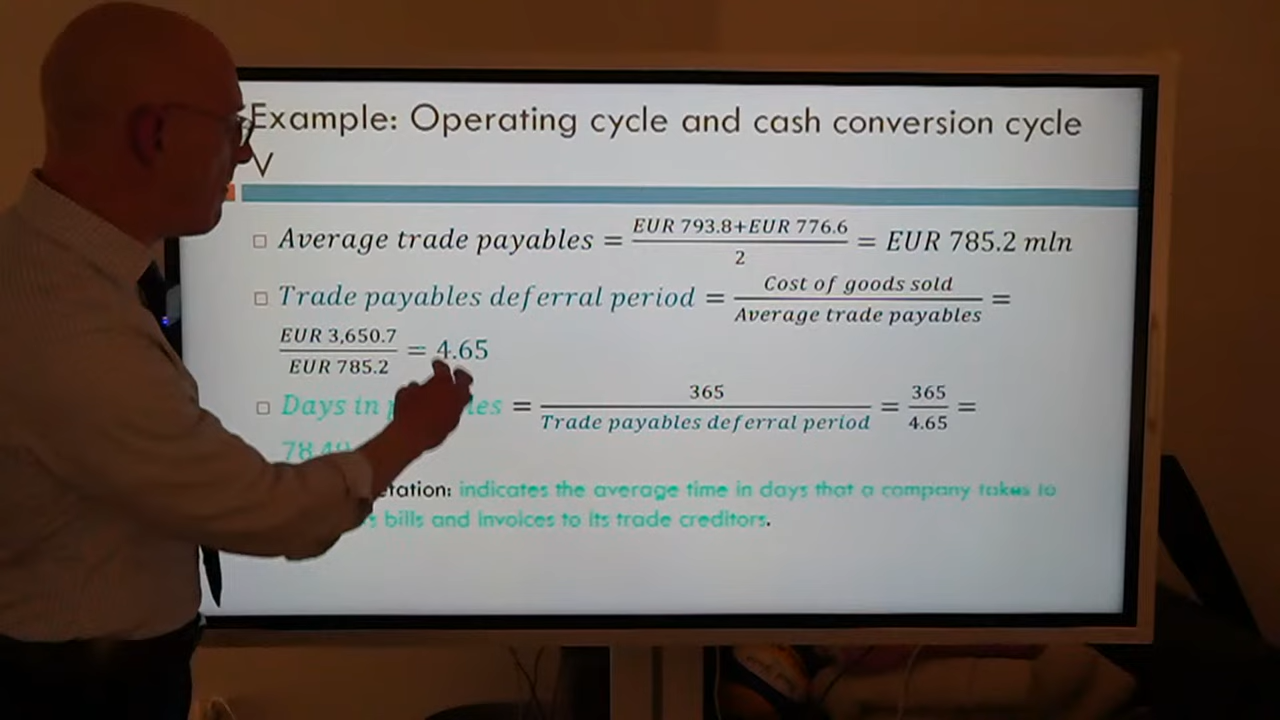 Example: Operating cycle and cash conversion cycle
V
□ Average trade payables = (EUR 793.8+EUR 776.6)/2 = EUR 785.2 mln
□ Trade payables deferral period = Cost of goods sold/Average trade payables =
EUR 3,650.7/EUR 785.2 = 4.65
□ Days in = 365/Trade payables deferral period = 365/4.65 =
indicates the average time in days that a company takes to
bills and invoices to its trade creditors.